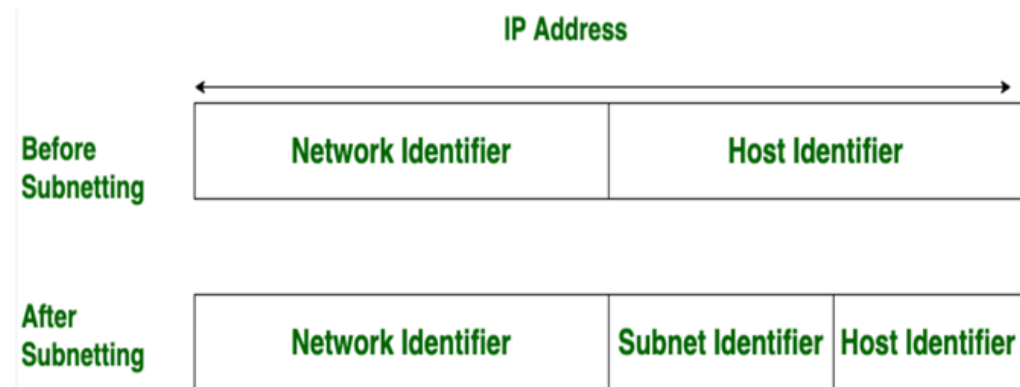 IP Address
Before
Subnetting
Network Identifier
Host Identifier
After
Subnetting
Network Identifier
Subnet Identifier
Host Identifier